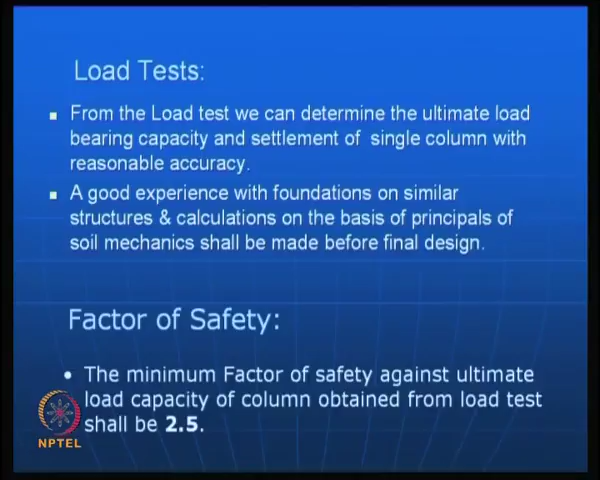 Load Tests:
From the Load test we can determine the ultimate load
bearing capacity and settlement of single column with
reasonable accuracy.
A good experience with foundations on similar
structures & calculations on the basis of principals of
soil mechanics shall be made before final design.
Factor of Safety:
The minimum Factor of safety against ultimate
load capacity of column obtained from load test
shall be 2.5.
NPTEL